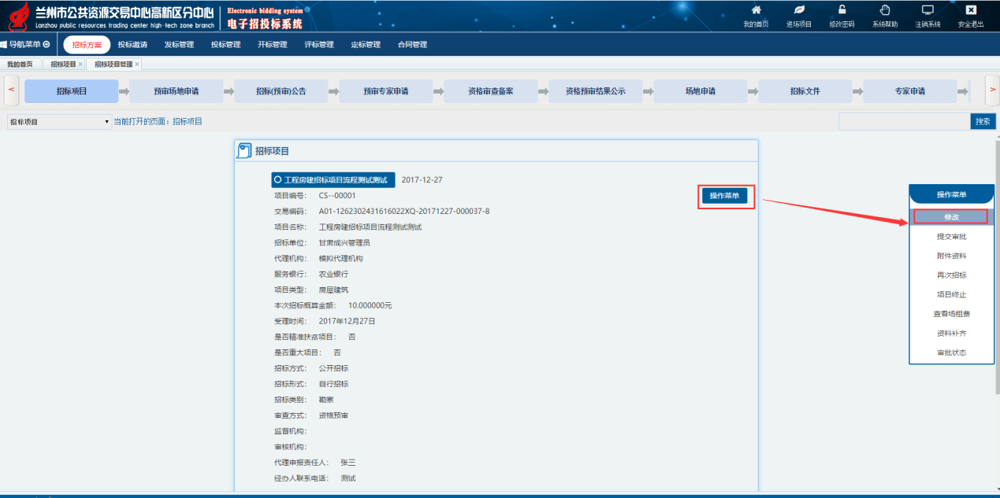 兰州市公共资源交易中心高新区分中心
Lanzhou public resources trading center high-tech zone branch
Electronic bidding system
电子招投标系统
我的首页 进场项目 修改密码 系统帮助 注销系统 安全退出
导航菜单 招标方案 投标邀请 发标管理 投标管理 开标管理 评标管理 定标管理 合同管理
我的首页 招标项目 × 招标项目管理 ×
< 招标项目 预审场地申请 招标(预审)公告 预审专家申请 资格审查备案 资格预审结果公示 场地申请 招标文件 专家申请 >
招标项目 当前打开的页面：招标项目 搜索
招标项目
工程房建招标项目流程测试测试 2017-12-27
项目编号： CS--00001
交易编码： A01-1262302431616022XQ-20171227-000037-8
项目名称： 工程房建招标项目流程测试测试
招标单位： 甘肃成兴管理员
代理机构： 模拟代理机构
服务银行： 农业银行
项目类型： 房屋建筑
本次招标概算金额： 10.000000元
受理时间： 2017年12月27日
是否精准扶贫项目： 否
是否重大项目： 否
招标方式： 公开招标
招标形式： 自行招标
招标类别： 勘察
审查方式： 资格预审
监督机构：
审核机构：
代理申报责任人： 张三
经办人联系电话： 测试
操作菜单
操作菜单
修改
提交审批
附件资料
再次招标
项目终止
查看场租费
资料补齐
审批状态